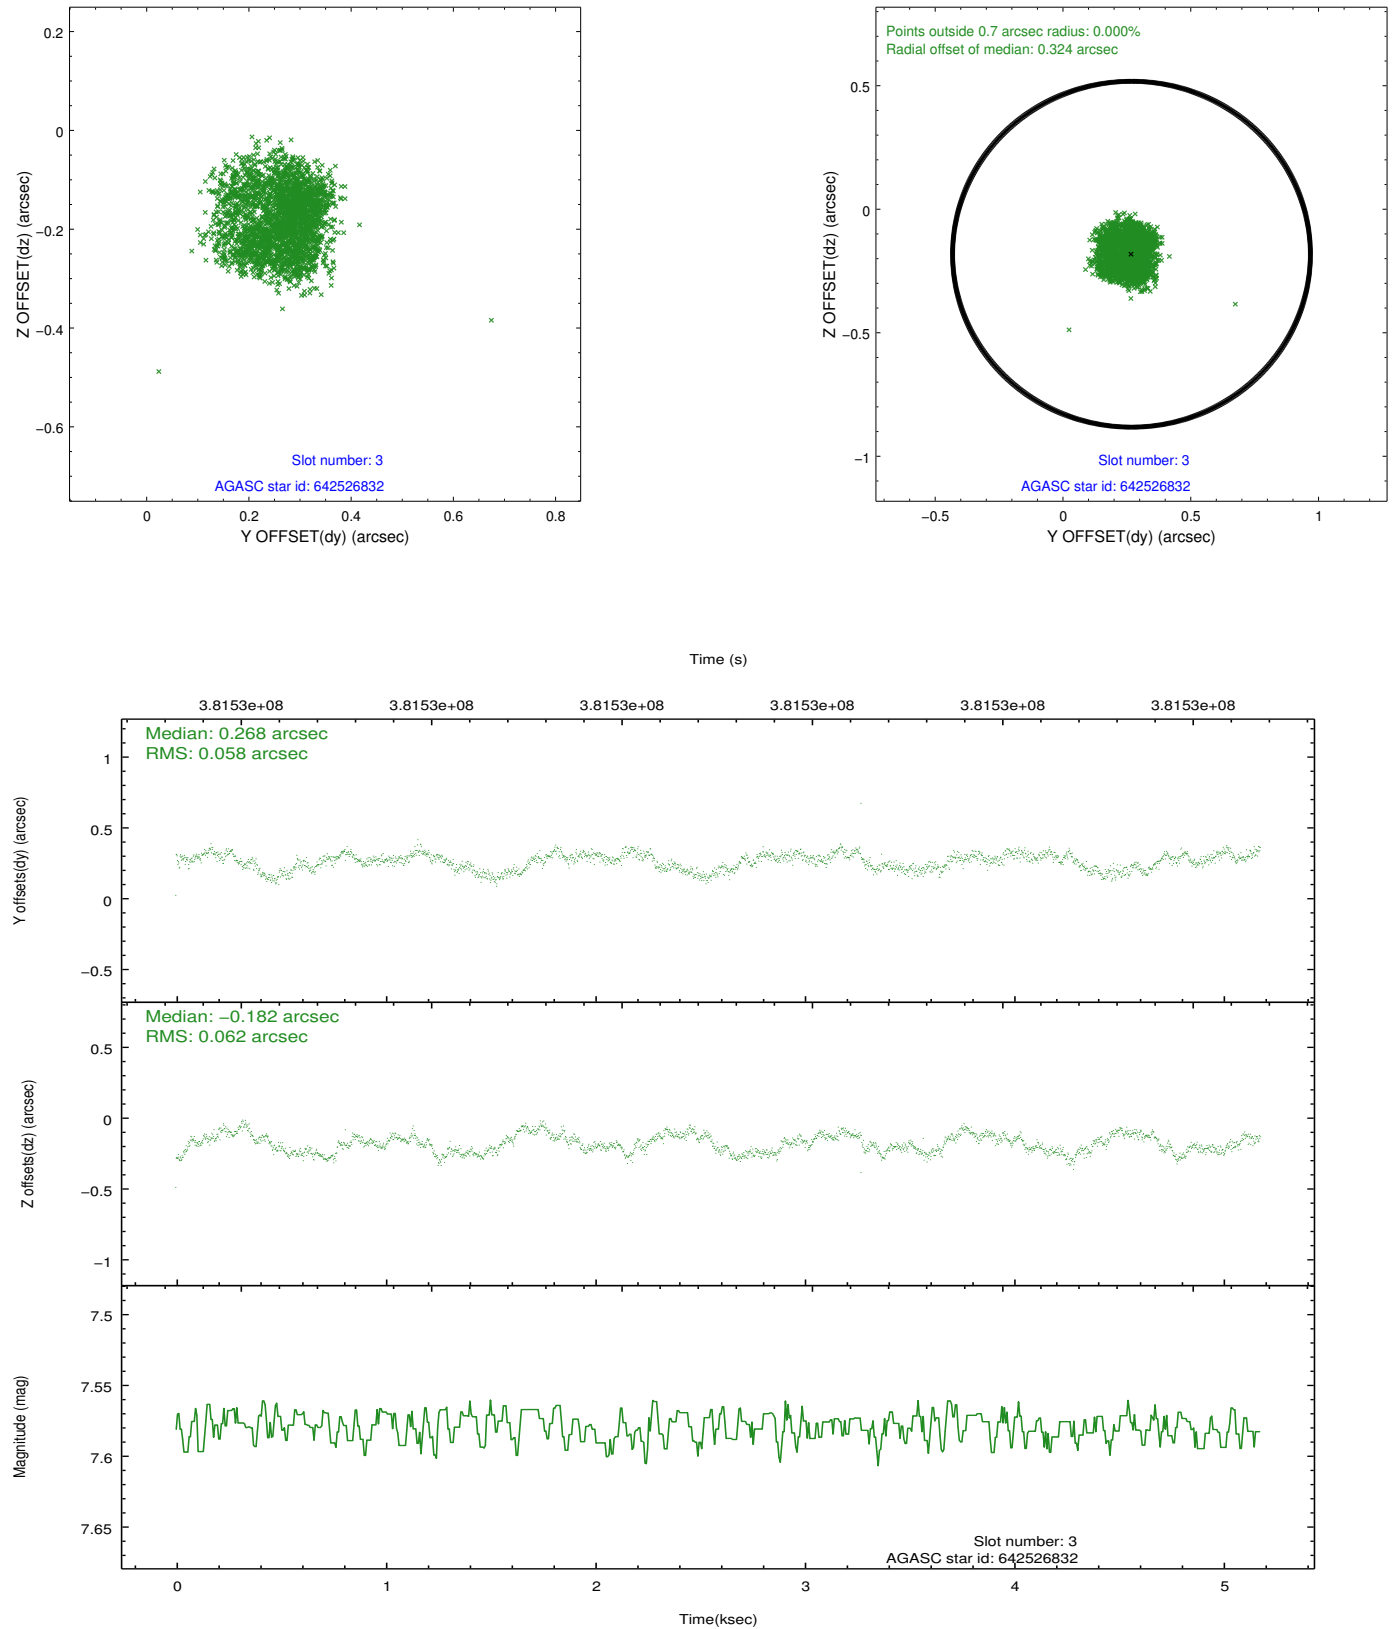 0.2
0
−0.2
−0.4
−0.6
Z OFFSET(dz) (arcsec)
Slot number: 3
AGASC star id: 642526832
0 0.2 0.4 0.6 0.8
Y OFFSET(dy) (arcsec)
Points outside 0.7 arcsec radius: 0.000%
Radial offset of median: 0.324 arcsec
0.5
0
−0.5
−1
Z OFFSET(dz) (arcsec)
Slot number: 3
AGASC star id: 642526832
−0.5 0 0.5 1
Y OFFSET(dy) (arcsec)
Time (s)
3.8153e+08 3.8153e+08 3.8153e+08 3.8153e+08 3.8153e+08 3.8153e+08
Median: 0.268 arcsec
RMS: 0.058 arcsec
1
0.5
0
−0.5
Y offsets(dy) (arcsec)
Median: −0.182 arcsec
RMS: 0.062 arcsec
0.5
0
−0.5
−1
Z offsets(dz) (arcsec)
7.5
7.55
7.6
7.65
Magnitude (mag)
Slot number: 3
AGASC star id: 642526832
0 1 2 3 4 5
Time(ksec)